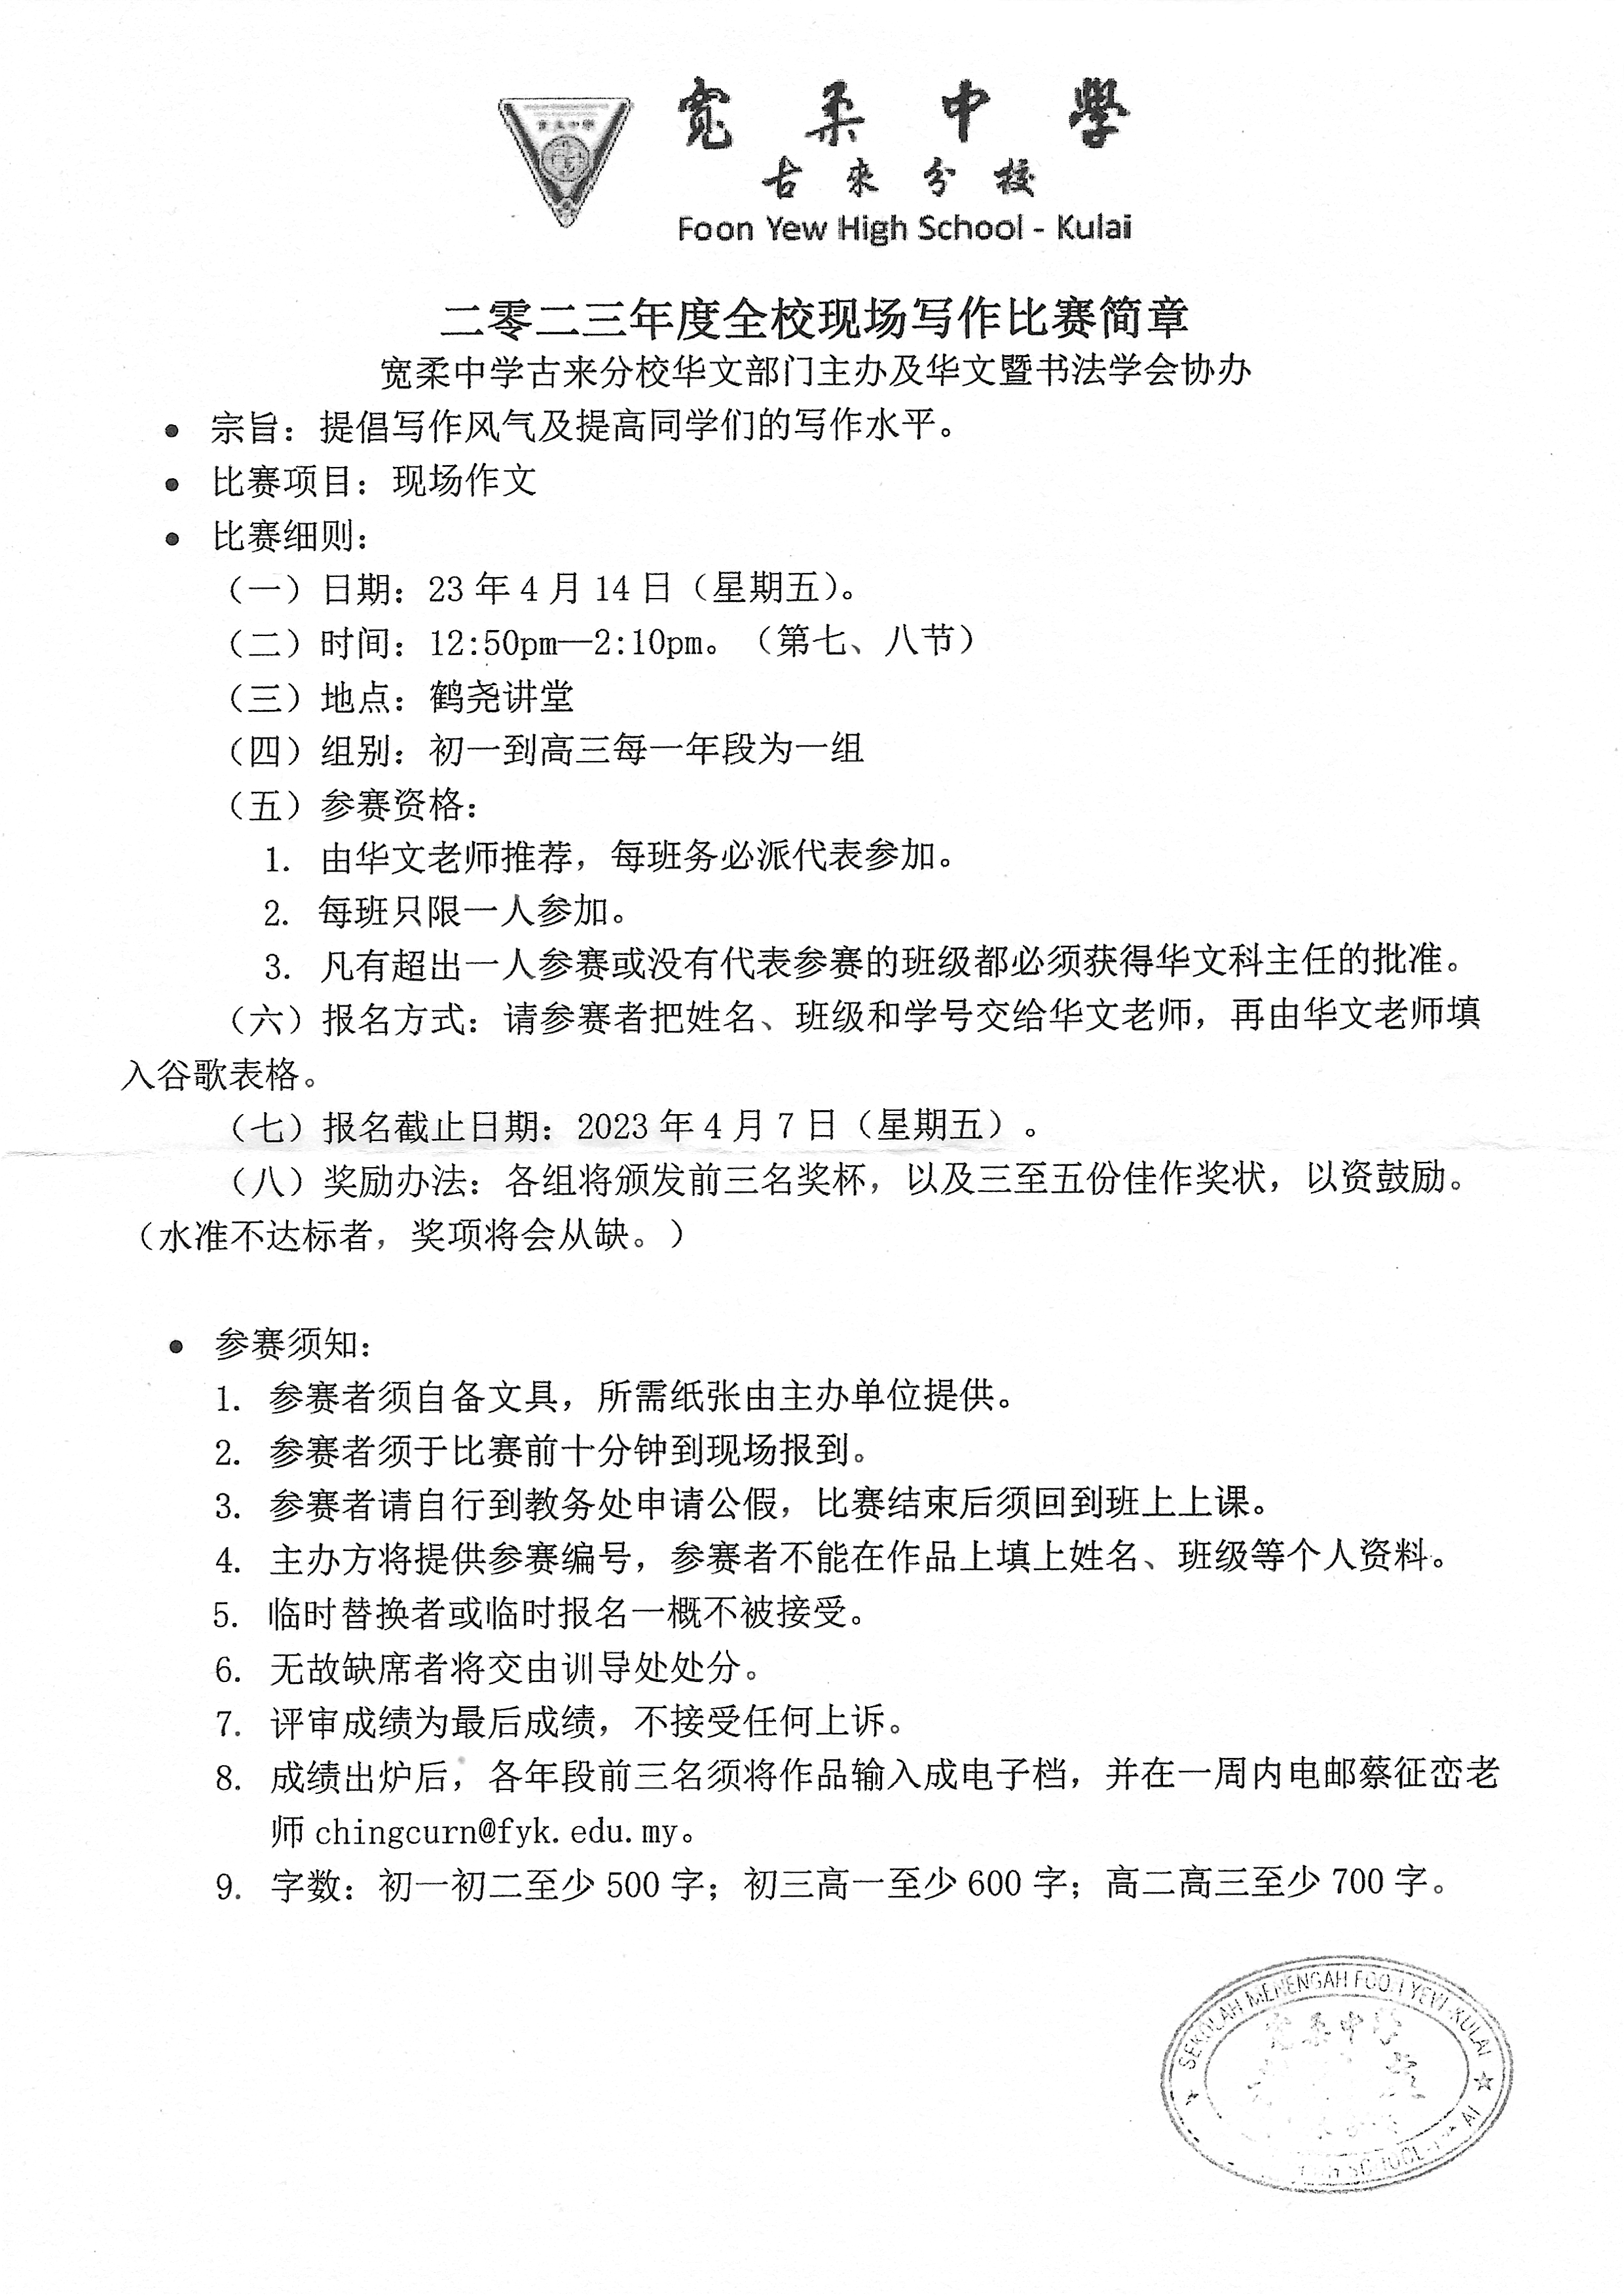 寬柔中學
古來分校
Foon Yew High School - Kulai
二零二三年度全校现场写作比赛简章
宽柔中学古来分校华文部门主办及华文暨书法学会协办
• 宗旨：提倡写作风气及提高同学们的写作水平。
• 比赛项目：现场作文
• 比赛细则：
（一）日期：23 年 4 月 14 日（星期五）。
（二）时间：12:50pm—2:10pm。（第七、八节）
（三）地点：鹤尧讲堂
（四）组别：初一到高三每一年段为一组
（五）参赛资格：
1. 由华文老师推荐，每班务必派代表参加。
2. 每班只限一人参加。
3. 凡有超出一人参赛或没有代表参赛的班级都必须获得华文科主任的批准。
（六）报名方式：请参赛者把姓名、班级和学号交给华文老师，再由华文老师填
入谷歌表格。
（七）报名截止日期：2023 年 4 月 7 日（星期五）。
（八）奖励办法：各组将颁发前三名奖杯，以及三至五份佳作奖状，以资鼓励。
（水准不达标者，奖项将会从缺。）
• 参赛须知：
1. 参赛者须自备文具，所需纸张由主办单位提供。
2. 参赛者须于比赛前十分钟到现场报到。
3. 参赛者请自行到教务处申请公假，比赛结束后须回到班上上课。
4. 主办方将提供参赛编号，参赛者不能在作品上填上姓名、班级等个人资料。
5. 临时替换者或临时报名一概不被接受。
6. 无故缺席者将交由训导处处分。
7. 评审成绩为最后成绩，不接受任何上诉。
8. 成绩出炉后，各年段前三名须将作品输入成电子档，并在一周内电邮蔡征峦老
师 chingcurn@fyk.edu.my。
9. 字数：初一初二至少 500 字；初三高一至少 600 字；高二高三至少 700 字。
SEKOLAH MENENGAH FOON YEW-KULAI
寬柔中學